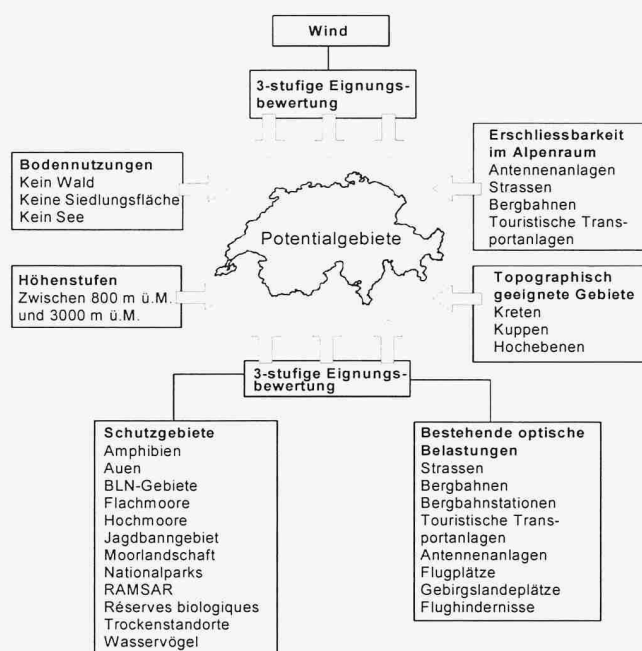 Wind
3-stufige Eignungs-
bewertung
Bodennutzungen
Kein Wald
Keine Siedlungsfläche
Kein See
Höhenstufen
Zwischen 800 m ü.M.
und 3000 m ü.M.
Potentialgebiete
Erschliessbarkeit
im Alpenraum
Antennenanlagen
Strassen
Bergbahnen
Touristische Trans-
portanlagen
Topographisch
geeignete Gebiete
Kreten
Kuppen
Hochebenen
3-stufige Eignungs-
bewertung
Schutzgebiete
Amphibien
Auen
BLN-Gebiete
Flachmoore
Hochmoore
Jagdbanngebiet
Moorlandschaft
Nationalparks
RAMSAR
Réserves biologiques
Trockenstandorte
Wasservögel
Bestehende optische
Belastungen
Strassen
Bergbahnen
Bergbahnstationen
Touristische Trans-
portanlagen
Antennenanlagen
Flugplätze
Gebirgslandeplätze
Flughindernisse